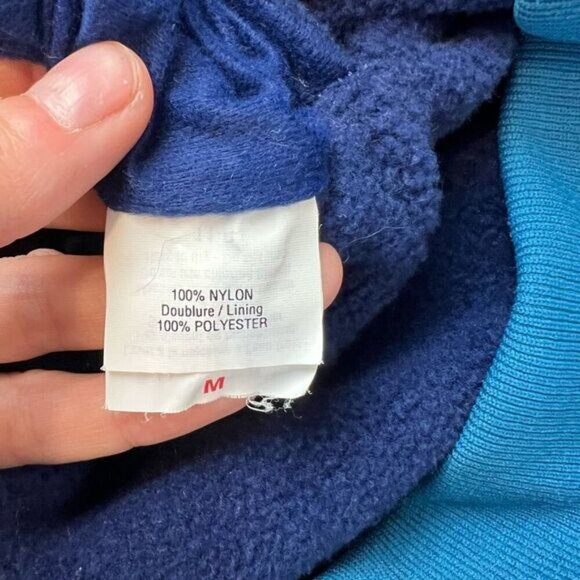 100% NYLON
Doublure / Lining
100% POLYESTER
M